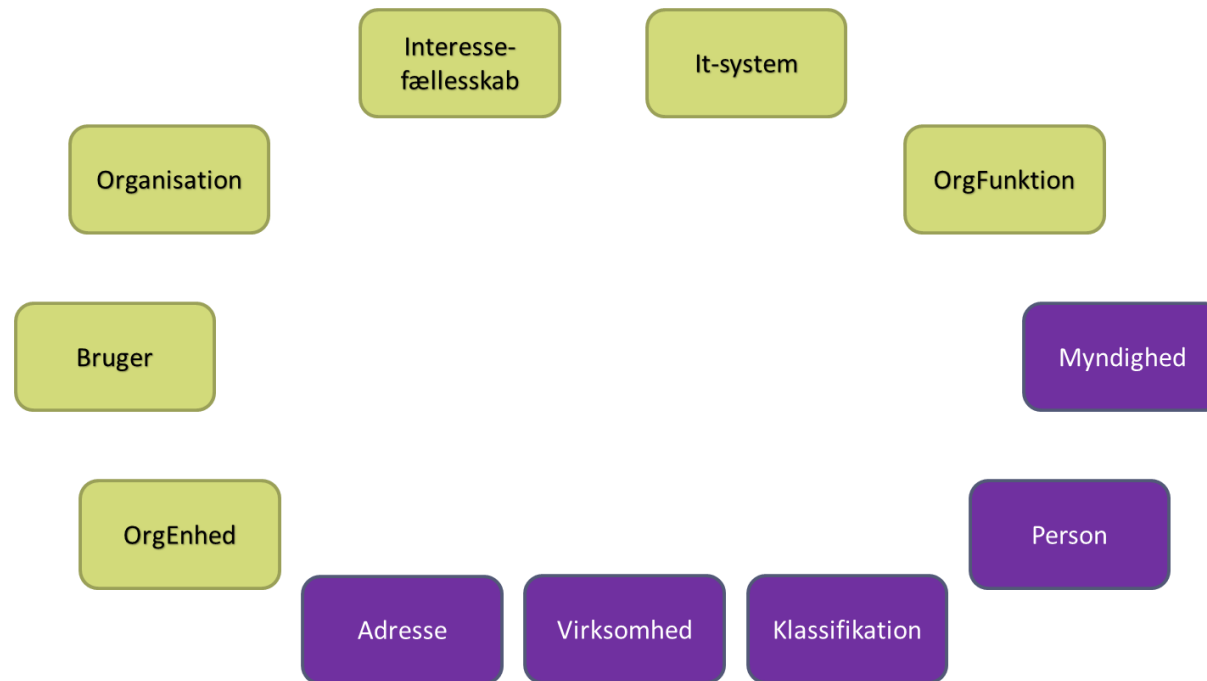 Interesse-
fællesskab
It-system
Organisation
OrgFunktion
Bruger
Myndighed
OrgEnhed
Person
Adresse
Virksomhed
Klassifikation